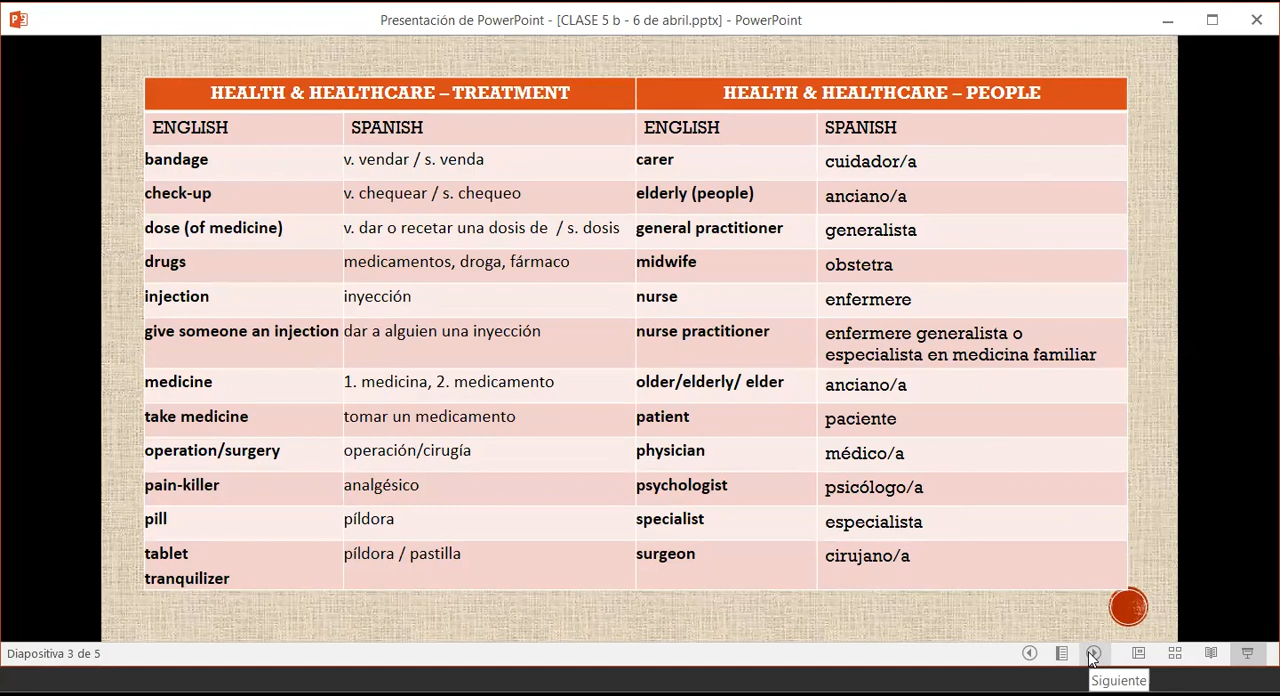 Presentación de PowerPoint - [CLASE 5 b - 6 de abril.pptx] - PowerPoint
HEALTH & HEALTHCARE – TREATMENT HEALTH & HEALTHCARE – PEOPLE
ENGLISH SPANISH ENGLISH SPANISH
bandage v. vendar / s. venda carer cuidador/a
check-up v. chequear / s. chequeo elderly (people) anciano/a
dose (of medicine) v. dar o recetar una dosis de / s. dosis general practitioner generalista
drugs medicamentos, droga, fármaco midwife obstetra
injection inyección nurse enfermere
give someone an injection dar a alguien una inyección nurse practitioner enfermere generalista o
especialista en medicina familiar
medicine 1. medicina, 2. medicamento older/elderly/ elder anciano/a
take medicine tomar un medicamento patient paciente
operation/surgery operación/cirugía physician médico/a
pain-killer analgésico psychologist psicólogo/a
pill píldora specialist especialista
tablet píldora / pastilla surgeon cirujano/a
tranquilizer
Diapositiva 3 de 5
Siguiente